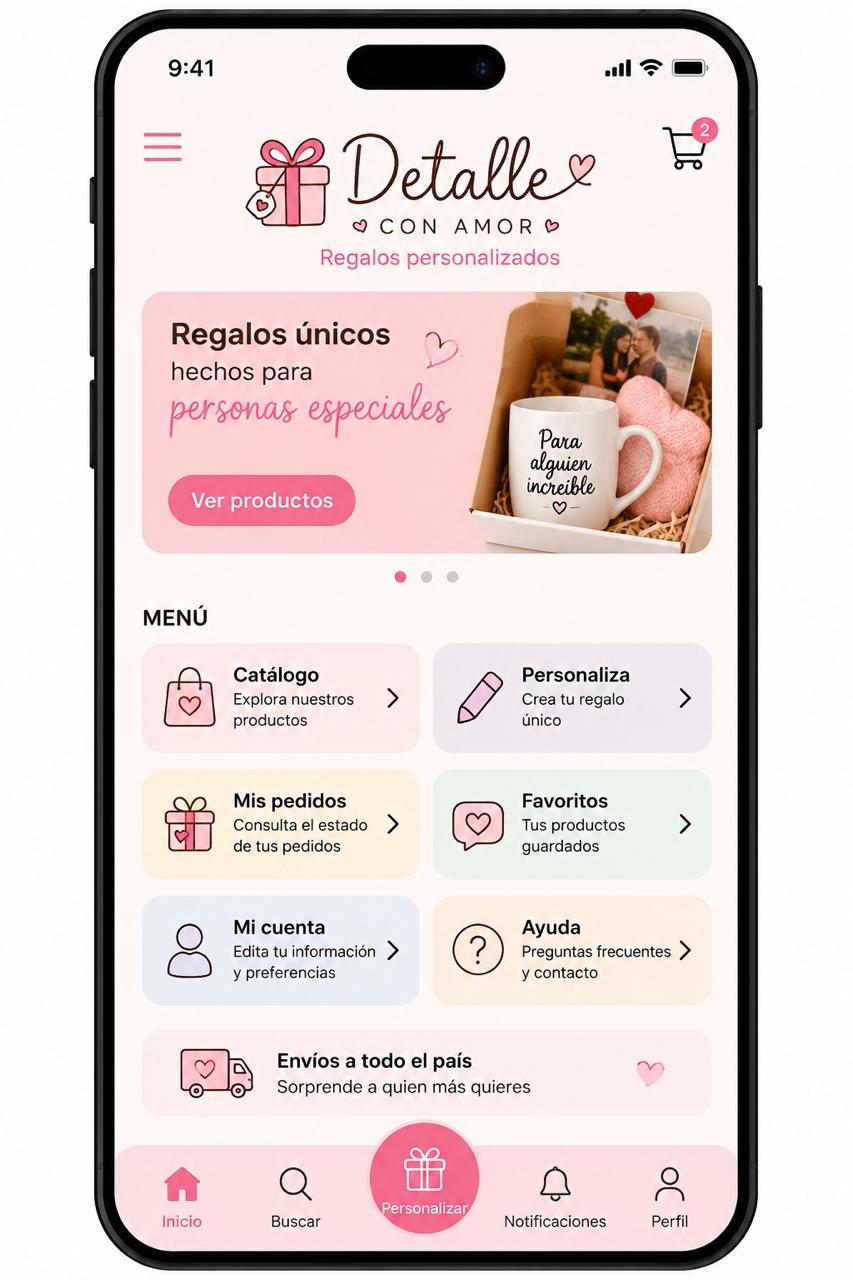 9:41
2
Detalle
CON AMOR
Regalos personalizados
Regalos únicos
hechos para
personas especiales
Ver productos
Para
alguien
increíble
MENÚ
Catálogo
Explora nuestros
productos
Personaliza
Crea tu regalo
único
Mis pedidos
Consulta el estado
de tus pedidos
Favoritos
Tus productos
guardados
Mi cuenta
Edita tu información
y preferencias
Ayuda
Preguntas frecuentes
y contacto
Envíos a todo el país
Sorprende a quien más quieres
Inicio
Buscar
Personalizar
Notificaciones
Perfil